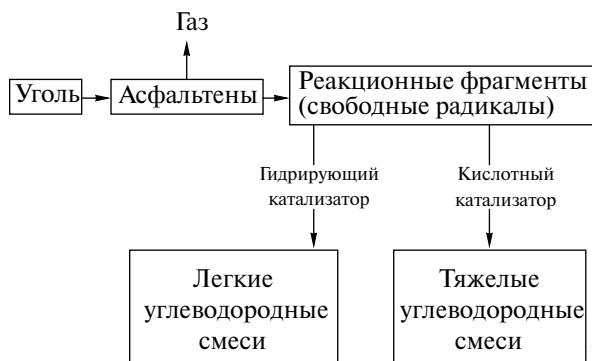 Газ
Уголь
Асфальтены
Реакционные фрагменты
(свободные радикалы)
Гидрирующий
катализатор
Кислотный
катализатор
Легкие
углеводородные
смеси
Тяжелые
углеводородные
смеси